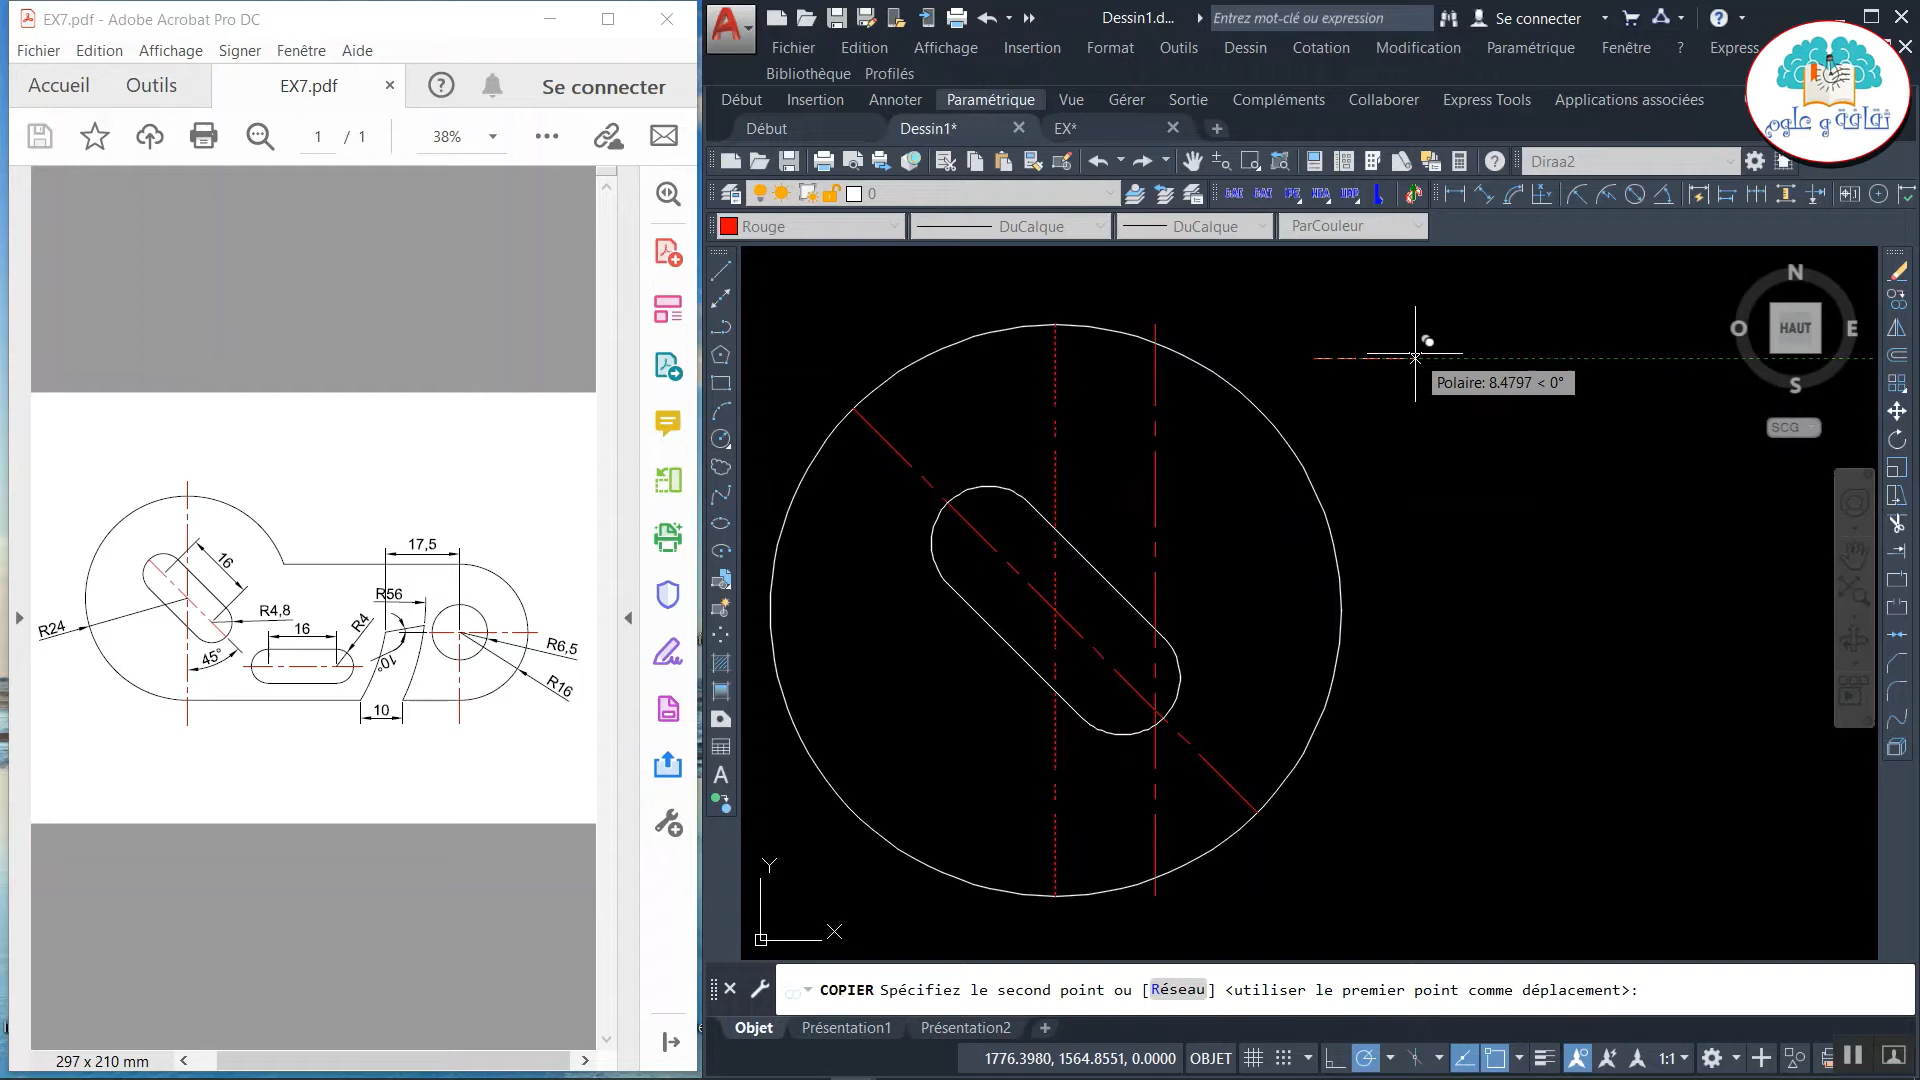 EX7.pdf - Adobe Acrobat Pro DC
Fichier Edition Affichage Signer Fenêtre Aide
Accueil Outils EX7.pdf Se connecter
1 / 1 38%
17,5
16
R56
R4,8
R24
16
R4
45°
10°
R6,5
R16
10
297 x 210 mm
Dessin1.d... Entrez mot-clé ou expression Se connecter
Fichier Edition Affichage Insertion Format Outils Dessin Cotation Modification Paramétrique Fenêtre ? Express
Bibliothèque Profilés
Début Insertion Annoter Paramétrique Vue Gérer Sortie Compléments Collaborer Express Tools Applications associées
Début Dessin1* EX*
Diraa2
0
Rouge DuCalque DuCalque ParCouleur
N
O HAUT E
S
SCG
Polaire: 8.4797 < 0°
Y
X
COPIER Spécifiez le second point ou [Réseau] <utiliser le premier point comme déplacement>:
Objet Présentation1 Présentation2
1776.3980, 1564.8551, 0.0000 OBJET 1:1